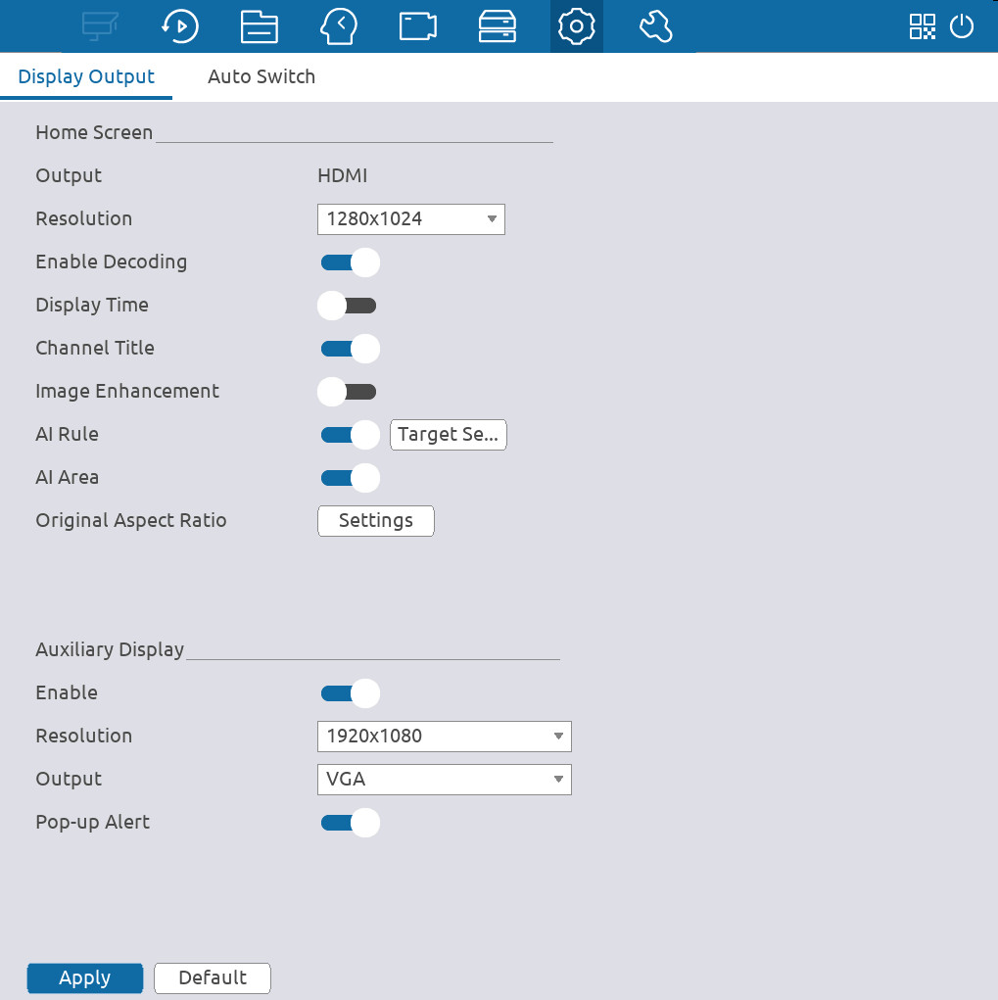 Display Output Auto Switch
Home Screen
Output HDMI
Resolution 1280x1024
Enable Decoding
Display Time
Channel Title
Image Enhancement
AI Rule Target Se...
AI Area
Original Aspect Ratio Settings
Auxiliary Display
Enable
Resolution 1920x1080
Output VGA
Pop-up Alert
Apply Default